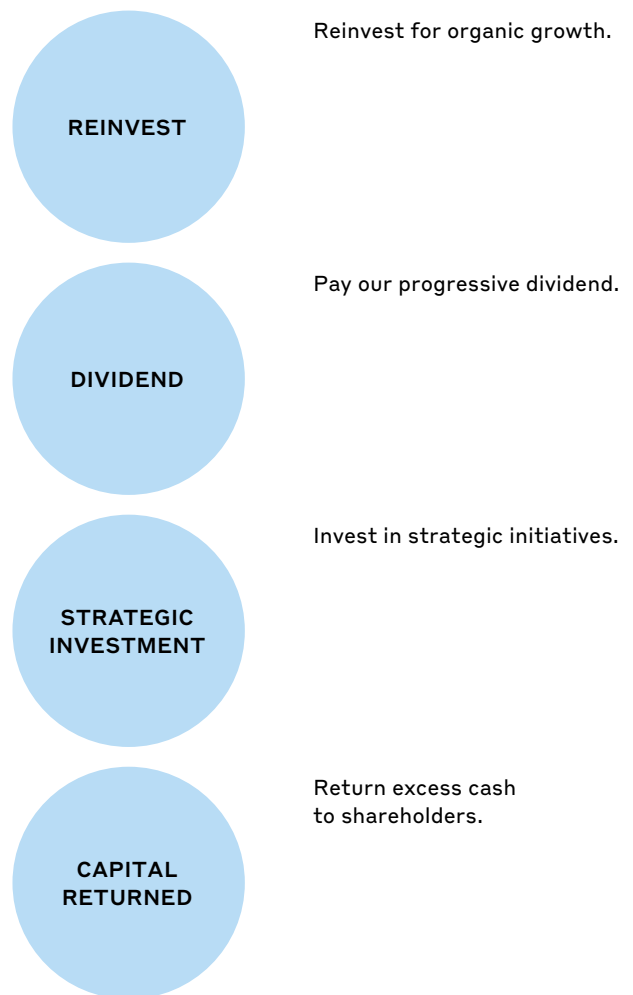 Reinvest for organic growth.
REINVEST
Pay our progressive dividend.
DIVIDEND
Invest in strategic initiatives.
STRATEGIC
INVESTMENT
Return excess cash
to shareholders.
CAPITAL
RETURNED